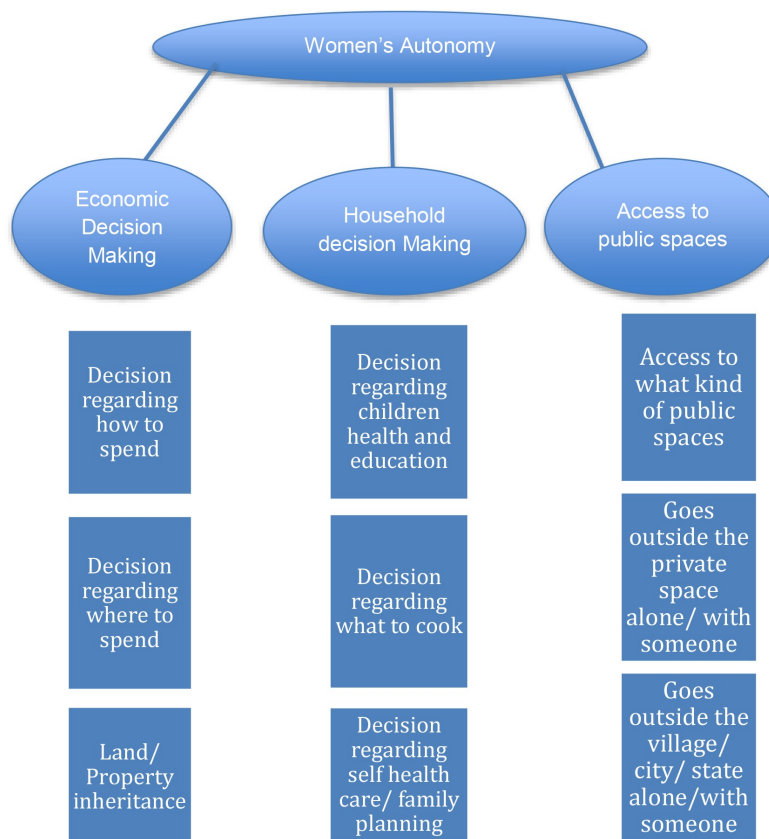 Women's Autonomy
Economic
Decision
Making
Household
decision Making
Access to
public spaces
Decision
regarding
how to
spend
Decision
regarding
where to
spend
Land/
Property
inheritance
Decision
regarding
children
health and
education
Decision
regarding
what to cook
Decision
regarding
self health
care/ family
planning
Access to
what kind
of public
spaces
Goes
outside the
private
space
alone/ with
someone
Goes
outside the
village/
city/ state
alone/with
someone